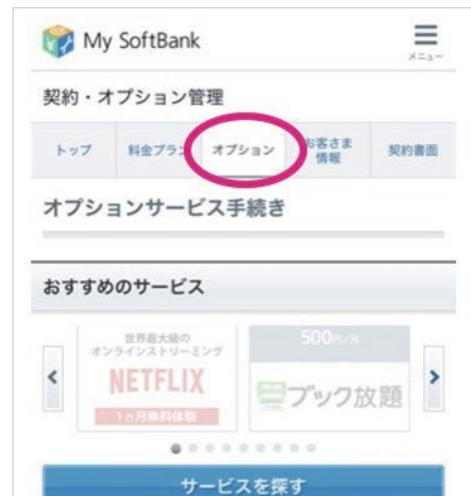 My SoftBank
メニュー
契約・オプション管理
トップ
料金プラン
オプション
お客さま
情報
契約書面
オプションサービス手続き
おすすめのサービス
世界最大級の
オンラインストリーミング
NETFLIX
1ヵ月無料体験
500円/月
ブック放題
サービスを探す